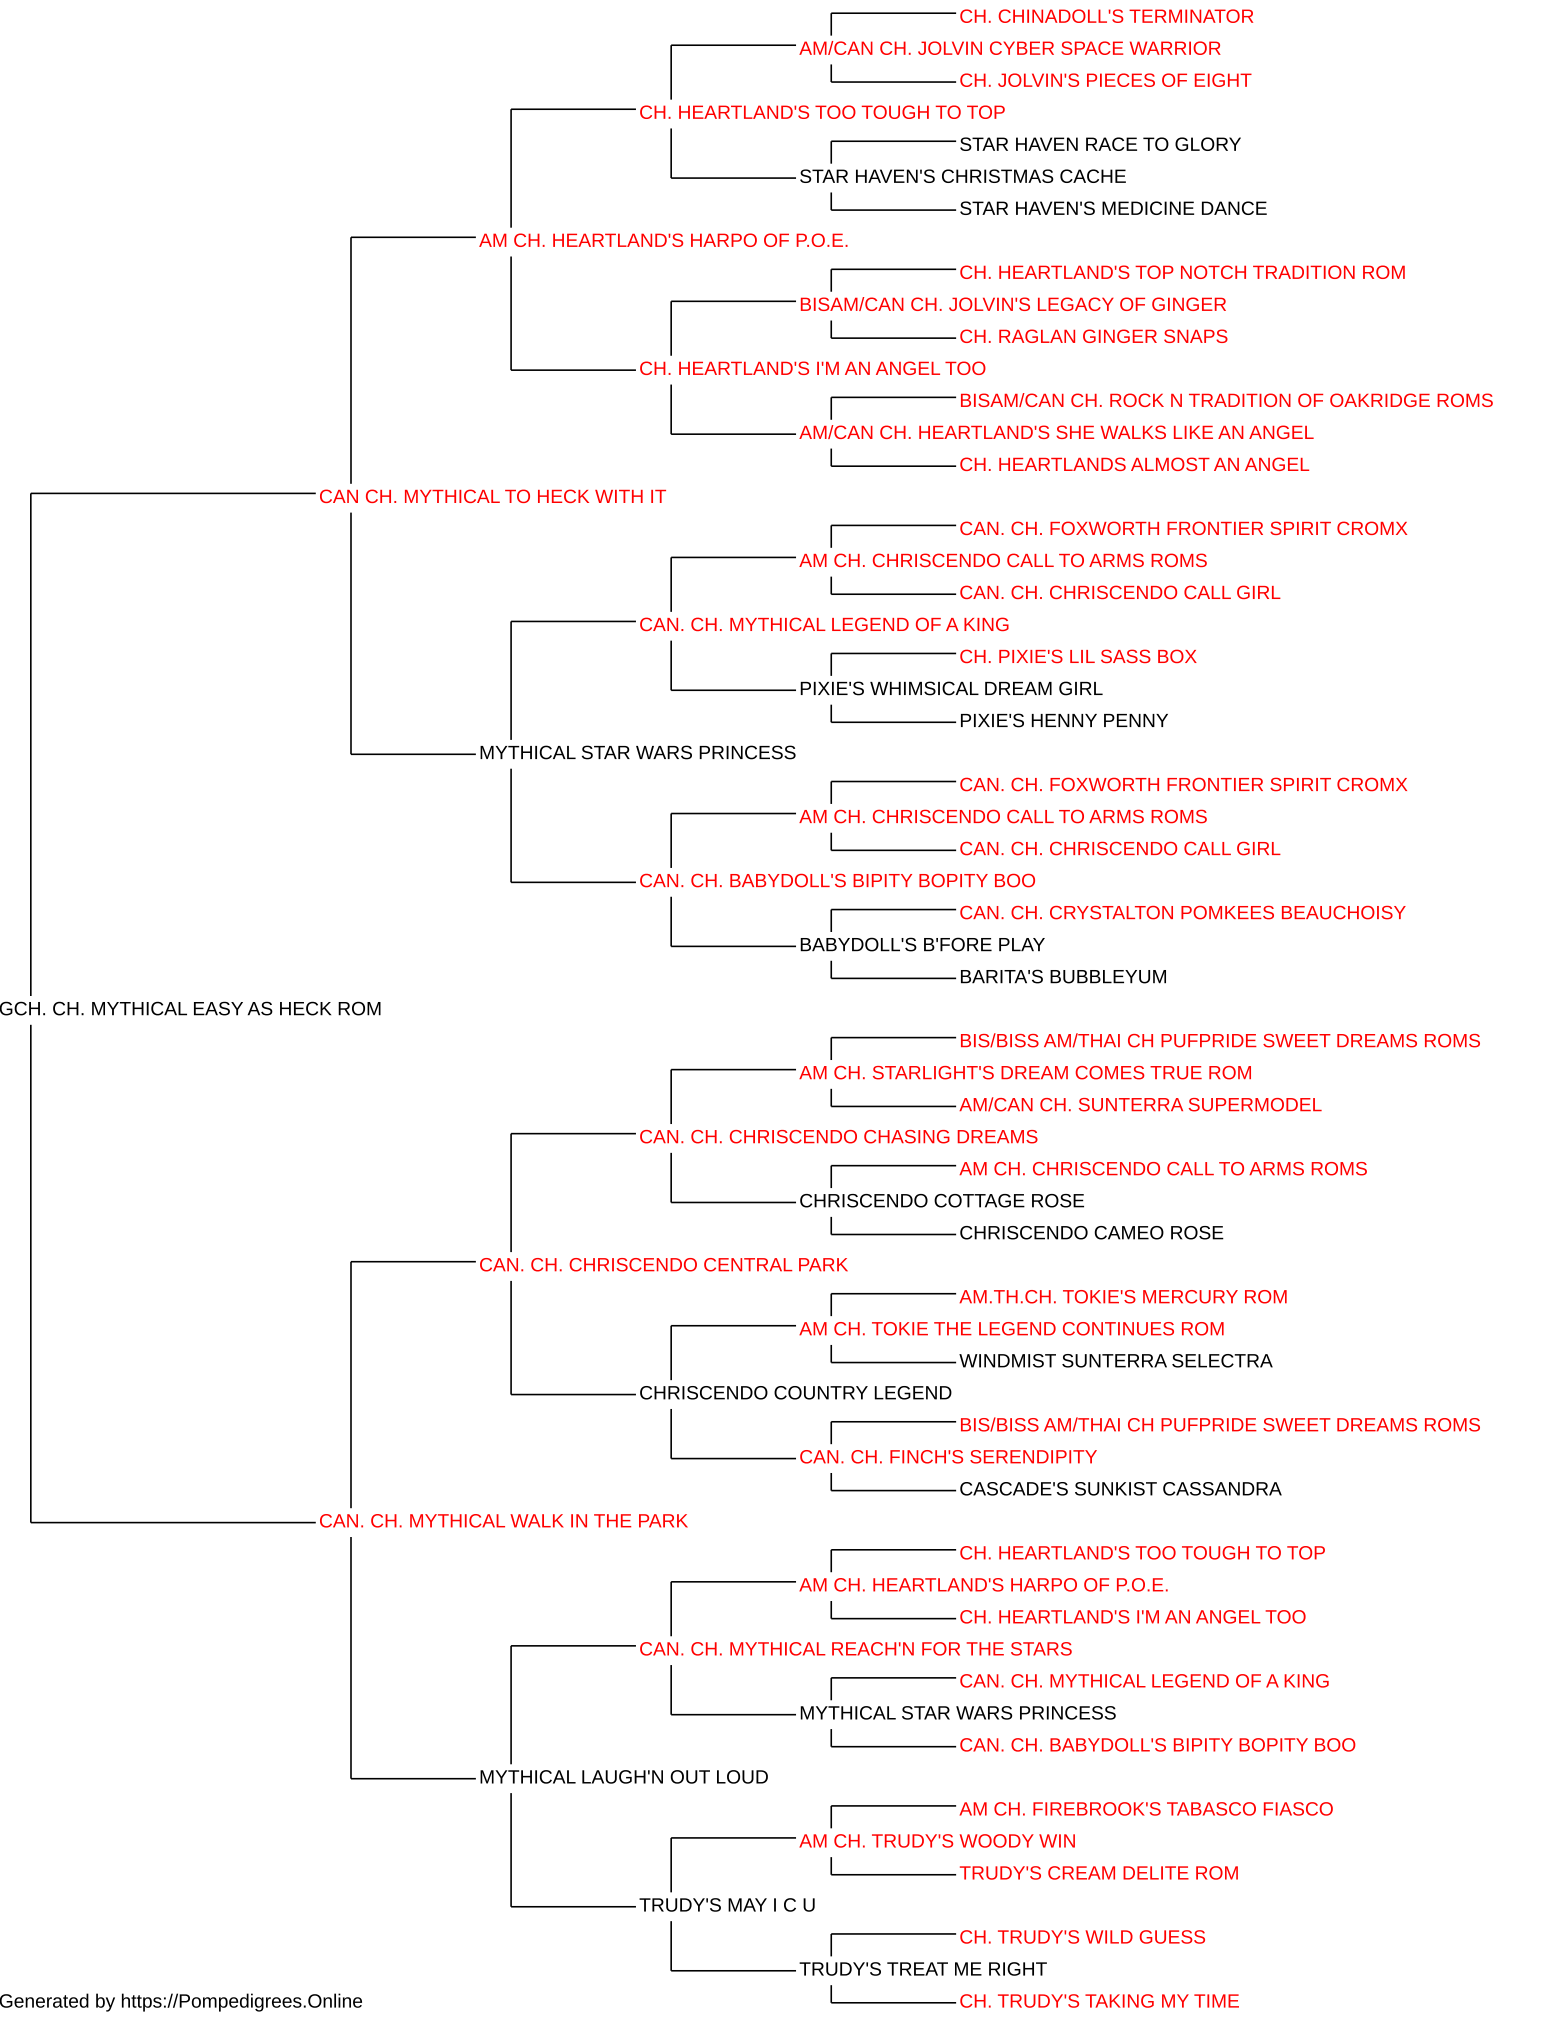 CH. CHINADOLL'S TERMINATOR
AM/CAN CH. JOLVIN CYBER SPACE WARRIOR
CH. JOLVIN'S PIECES OF EIGHT
CH. HEARTLAND'S TOO TOUGH TO TOP
STAR HAVEN RACE TO GLORY
STAR HAVEN'S CHRISTMAS CACHE
STAR HAVEN'S MEDICINE DANCE
AM CH. HEARTLAND'S HARPO OF P.O.E.
CH. HEARTLAND'S TOP NOTCH TRADITION ROM
BISAM/CAN CH. JOLVIN'S LEGACY OF GINGER
CH. RAGLAN GINGER SNAPS
CH. HEARTLAND'S I'M AN ANGEL TOO
BISAM/CAN CH. ROCK N TRADITION OF OAKRIDGE ROMS
AM/CAN CH. HEARTLAND'S SHE WALKS LIKE AN ANGEL
CH. HEARTLANDS ALMOST AN ANGEL
CAN CH. MYTHICAL TO HECK WITH IT
CAN. CH. FOXWORTH FRONTIER SPIRIT CROMX
AM CH. CHRISCENDO CALL TO ARMS ROMS
CAN. CH. CHRISCENDO CALL GIRL
CAN. CH. MYTHICAL LEGEND OF A KING
CH. PIXIE'S LIL SASS BOX
PIXIE'S WHIMSICAL DREAM GIRL
PIXIE'S HENNY PENNY
MYTHICAL STAR WARS PRINCESS
CAN. CH. FOXWORTH FRONTIER SPIRIT CROMX
AM CH. CHRISCENDO CALL TO ARMS ROMS
CAN. CH. CHRISCENDO CALL GIRL
CAN. CH. BABYDOLL'S BIPITY BOPITY BOO
CAN. CH. CRYSTALTON POMKEES BEAUCHOISY
BABYDOLL'S B'FORE PLAY
BARITA'S BUBBLEYUM
GCH. CH. MYTHICAL EASY AS HECK ROM
BIS/BISS AM/THAI CH PUFPRIDE SWEET DREAMS ROMS
AM CH. STARLIGHT'S DREAM COMES TRUE ROM
AM/CAN CH. SUNTERRA SUPERMODEL
CAN. CH. CHRISCENDO CHASING DREAMS
AM CH. CHRISCENDO CALL TO ARMS ROMS
CHRISCENDO COTTAGE ROSE
CHRISCENDO CAMEO ROSE
CAN. CH. CHRISCENDO CENTRAL PARK
AM.TH.CH. TOKIE'S MERCURY ROM
AM CH. TOKIE THE LEGEND CONTINUES ROM
WINDMIST SUNTERRA SELECTRA
CHRISCENDO COUNTRY LEGEND
BIS/BISS AM/THAI CH PUFPRIDE SWEET DREAMS ROMS
CAN. CH. FINCH'S SERENDIPITY
CASCADE'S SUNKIST CASSANDRA
CAN. CH. MYTHICAL WALK IN THE PARK
CH. HEARTLAND'S TOO TOUGH TO TOP
AM CH. HEARTLAND'S HARPO OF P.O.E.
CH. HEARTLAND'S I'M AN ANGEL TOO
CAN. CH. MYTHICAL REACH'N FOR THE STARS
CAN. CH. MYTHICAL LEGEND OF A KING
MYTHICAL STAR WARS PRINCESS
CAN. CH. BABYDOLL'S BIPITY BOPITY BOO
MYTHICAL LAUGH'N OUT LOUD
AM CH. FIREBROOK'S TABASCO FIASCO
AM CH. TRUDY'S WOODY WIN
TRUDY'S CREAM DELITE ROM
TRUDY'S MAY I C U
CH. TRUDY'S WILD GUESS
TRUDY'S TREAT ME RIGHT
CH. TRUDY'S TAKING MY TIME
Generated by https://Pompedigrees.Online